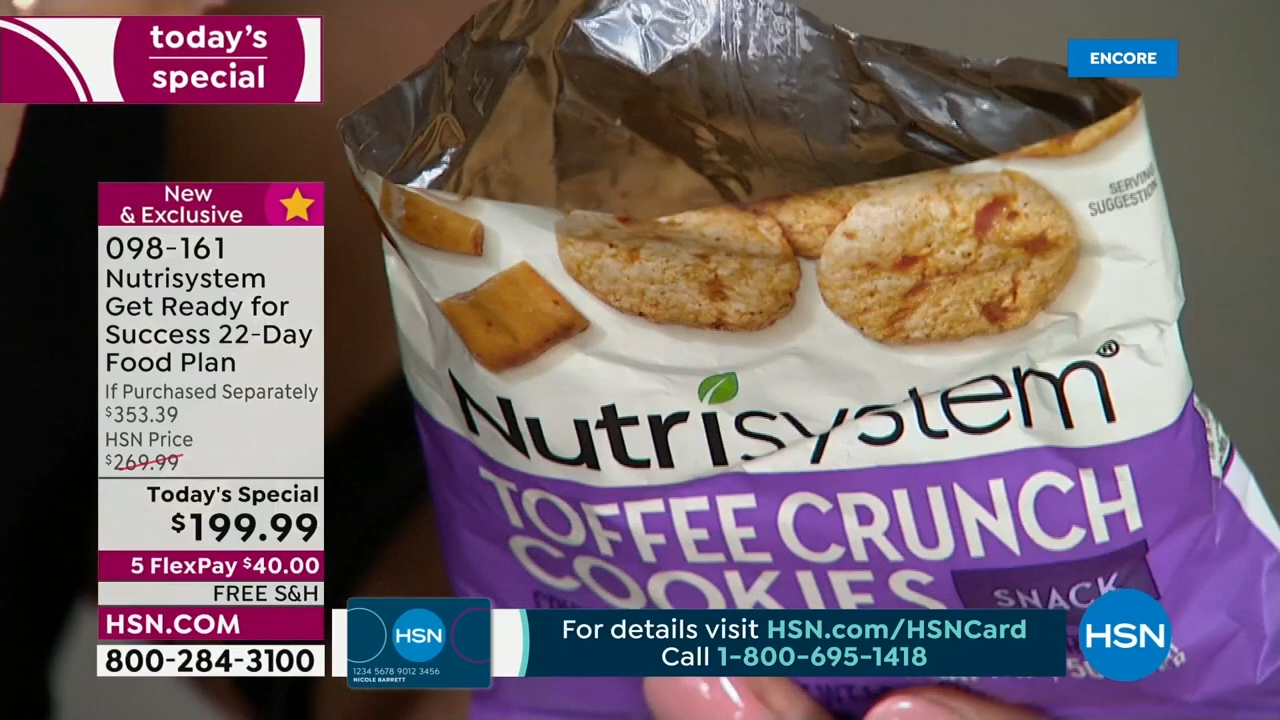 today's
special
ENCORE
New
& Exclusive
098-161
Nutrisystem
Get Ready for
Success 22-Day
Food Plan
If Purchased Separately
$353.39
HSN Price
$269.99
Today's Special
$199.99
5 FlexPay $40.00
FREE S&H
HSN.COM
800-284-3100
SERVING
SUGGESTION
Nutrisystem®
TOFFEE CRUNCH
COOKIES
SNACK
HSN
1234 5678 9012 3456
NICOLE BARRETT
For details visit HSN.com/HSNCard
Call 1-800-695-1418
HSN